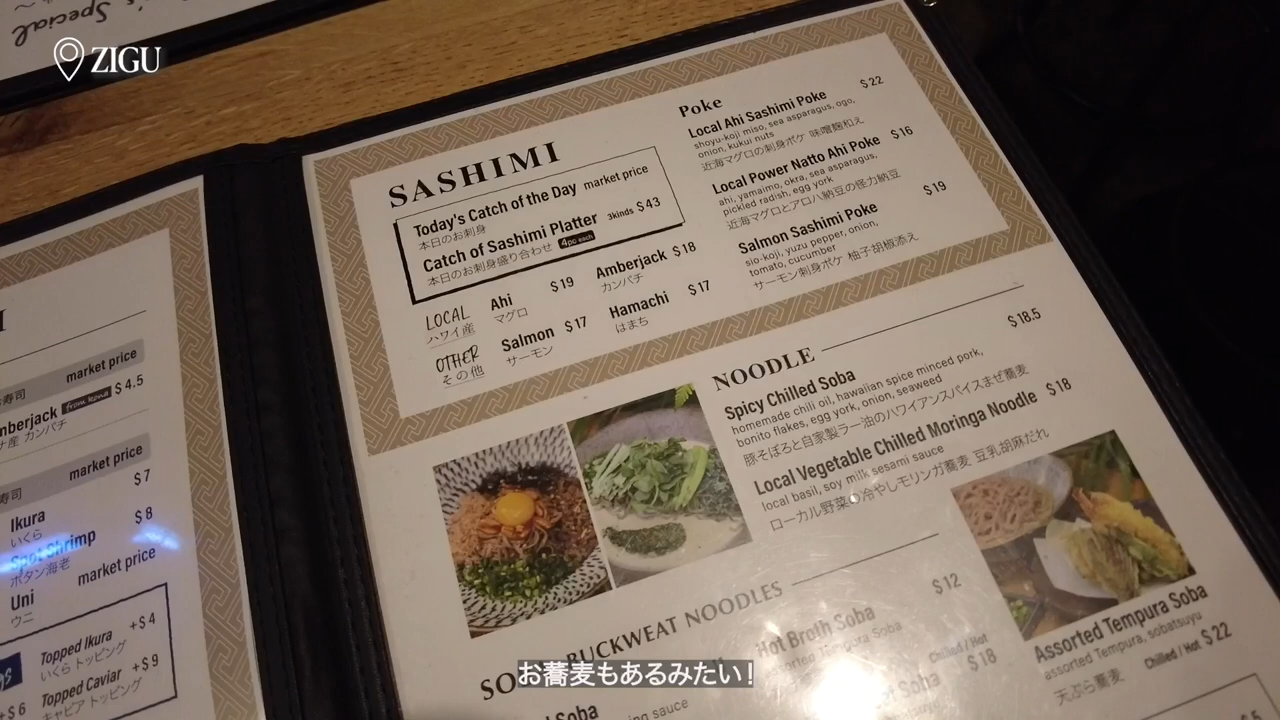 s Special
ZIGU
SASHIMI
Today's Catch of the Day market price
本日のお刺身
Catch of Sashimi Platter 3kinds $43
本日のお刺身盛り合わせ 4pc each
LOCAL
ハワイ産
Ahi $19
マグロ
Amberjack $18
カンパチ
OTHER
その他
Salmon $17
サーモン
Hamachi $17
はまち
Poke
Local Ahi Sashimi Poke $22
shoyu-koji miso, sea asparagus, ogo,
onion, kukui nuts
近海マグロの刺身ポケ 味噌麹和え
Local Power Natto Ahi Poke $16
ahi, yamaimo, okra, sea asparagus,
pickled radish, egg york
近海マグロとアロハ納豆の怪力納豆
Salmon Sashimi Poke $19
sio-koji, yuzu pepper, onion,
tomato, cucumber
サーモン刺身ポケ 柚子胡椒添え
NOODLE
Spicy Chilled Soba $18.5
homemade chili oil, hawaiian spice minced pork,
bonito flakes, egg york, onion, seaweed
豚そぼろと自家製ラー油のハワイアンスパイスまぜ蕎麦
Local Vegetable Chilled Moringa Noodle $18
local basil, soy milk sesami sauce
ローカル野菜の冷やしモリンガ蕎麦 豆乳胡麻だれ
BUCKWEAT NOODLES
Hot Broth Soba $12
Tempura Soba
Chilled / Hot
$18
Soba
Assorted Tempura Soba
assorted Tempura, sobatsuyu
Chilled / Hot $22
天ぷら蕎麦
market price
寿司
mberjack from kona $4.5
産 カンパチ
market price
寿司
$7
Ikura
いくら
$8
Spot Shrimp
ボタン海老
market price
Uni
ウニ
Topped Ikura +$4
いくら トッピング
Topped Caviar +$9
キャビア トッピング
+$6
お蕎麦もあるみたい!